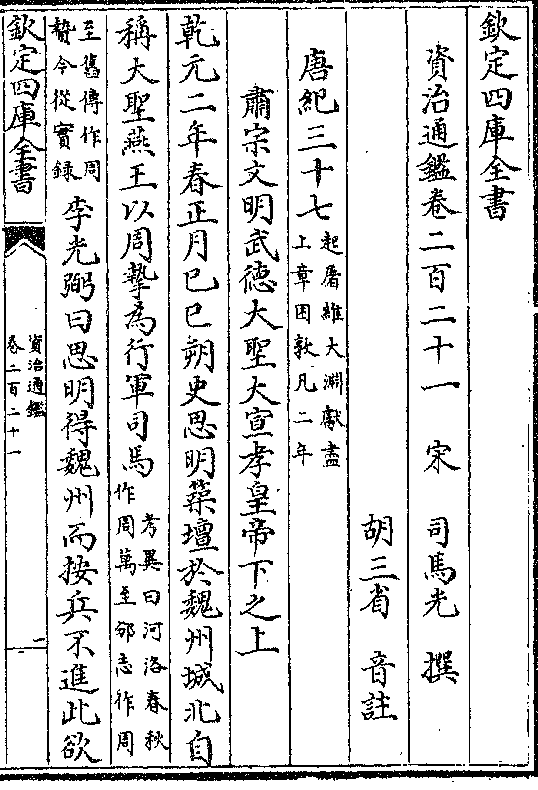 欽定四庫全書
資治通鑑卷二百二十一　宋　司馬光　撰
胡三省　音註
唐紀三十七起屠維大淵獻盡
上章困敦凡二年
肅宗文明武德大聖大宣孝皇帝下之上
乾元二年春正月己巳朔史思明築壇於魏州城北自
稱大聖燕王以周摯為行軍司馬考異曰河洛春秋
作周萬至邠志作周
至舊傳作周
贄今從實録李光弼曰思明得魏州而按兵不進此欲
欽定四庫全書
資治通鑑
卷二百二十一
一